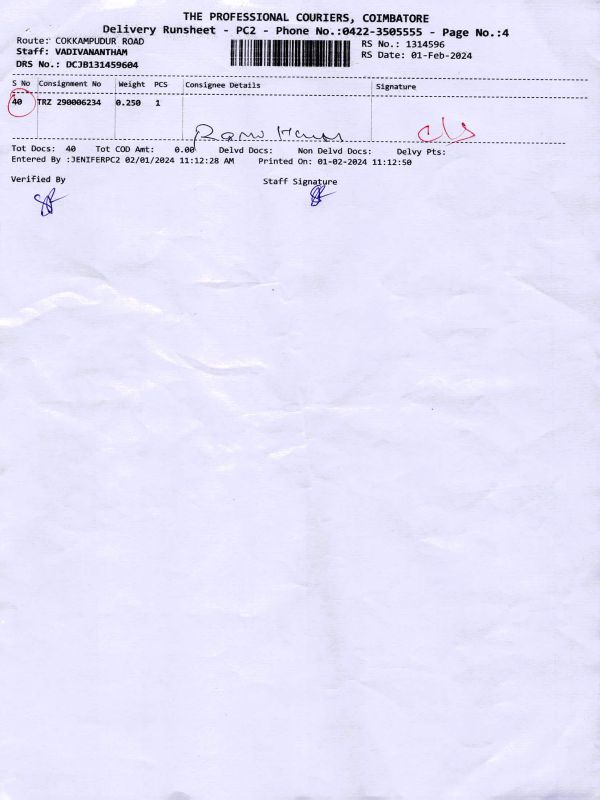 THE PROFESSIONAL COURIERS, COIMBATORE
Delivery Runsheet - PC2 - Phone No.:0422-3505555 - Page No.:4
Route: COKKAMPUDUR ROAD
RS No.: 1314596
Staff: VADIVANANTHAM
RS Date: 01-Feb-2024
DRS No.: DCJB131459604
S No Consignment No Weight PCS Consignee Details Signature
40 TRZ 290006234 0.250 1
Tot Docs: 40 Tot COD Amt: 0.00 Delvd Docs: Non Delvd Docs: Delvy Pts:
Entered By :JENIFERPC2 02/01/2024 11:12:28 AM Printed On: 01-02-2024 11:12:50
Verified By Staff Signature